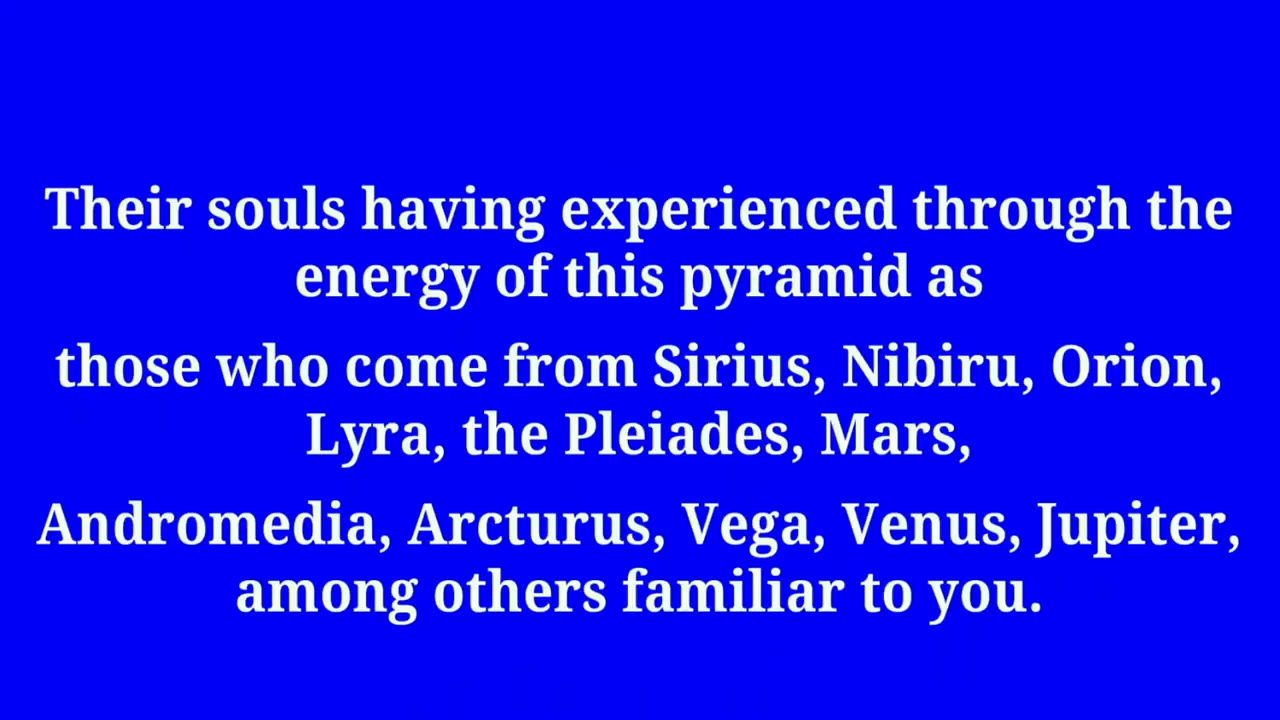 Their souls having experienced through the
energy of this pyramid as
those who come from Sirius, Nibiru, Orion,
Lyra, the Pleiades, Mars,
Andromedia, Arcturus, Vega, Venus, Jupiter,
among others familiar to you.